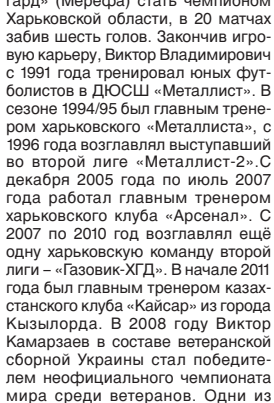 гард» (Мерефа) стать чемпионом
Харьковской области, в 20 матчах
забив шесть голов. Закончив игро-
вую карьеру, Виктор Владимирович
с 1991 года тренировал юных фут-
болистов в ДЮСШ «Металлист». В
сезоне 1994/95 был главным трене-
ром харьковского «Металлиста», с
1996 года возглавлял выступавший
во второй лиге «Металлист-2».С
декабря 2005 года по июль 2007
года работал главным тренером
харьковского клуба «Арсенал». С
2007 по 2010 год возглавлял ещё
одну харьковскую команду второй
лиги – «Газовик-ХГД». В начале 2011
года был главным тренером казах-
станского клуба «Кайсар» из города
Кызылорда. В 2008 году Виктор
Камарзаев в составе ветеранской
сборной Украины стал победите-
лем неофициального чемпионата
мира среди ветеранов. Одни из